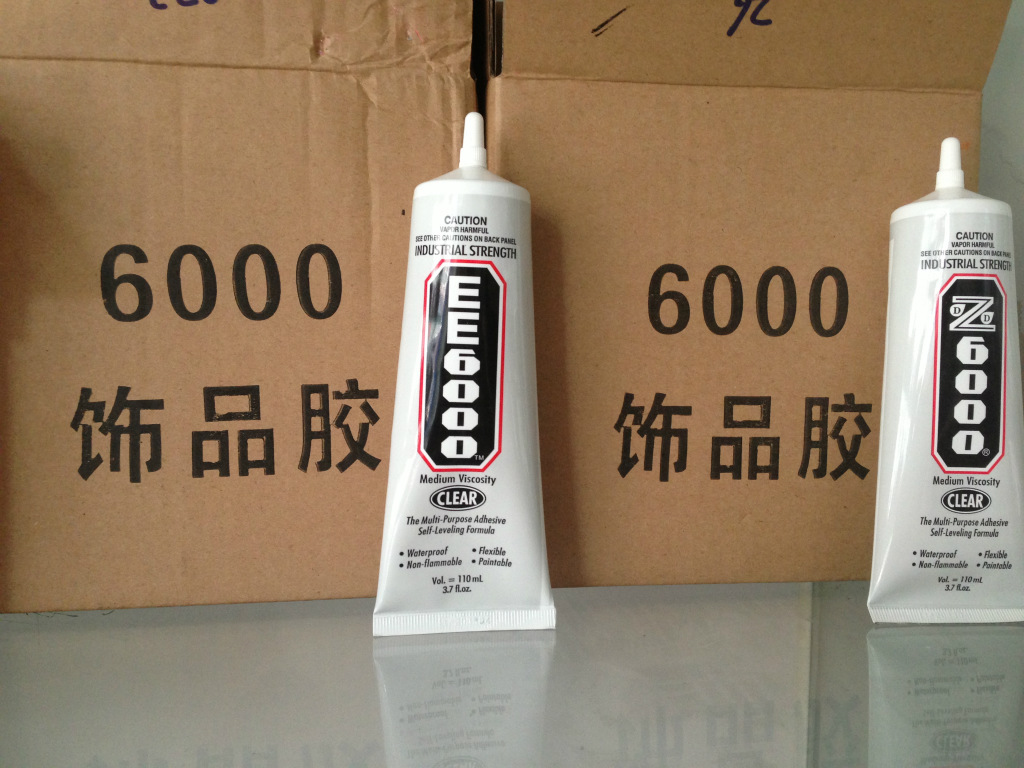 6000
饰品胶
CAUTION
VAPOR HARMFUL
SEE OTHER CAUTIONS ON BACK PANEL
INDUSTRIAL STRENGTH
EE6000™
Medium Viscosity
CLEAR
The Multi-Purpose Adhesive
Self-Leveling Formula
• Waterproof • Flexible
• Non-flammable • Paintable
Vol. = 110 mL
3.7 fl.oz.
6000
饰品胶
CAUTION
VAPOR HARMFUL
SEE OTHER CAUTIONS ON BACK PANEL
INDUSTRIAL STRENGTH
DZD
6000®
Medium Viscosity
CLEAR
The Multi-Purpose Adhesive
Self-Leveling Formula
• Waterproof • Flexible
• Non-flammable • Paintable
Vol. = 110 mL
3.7 fl.oz.